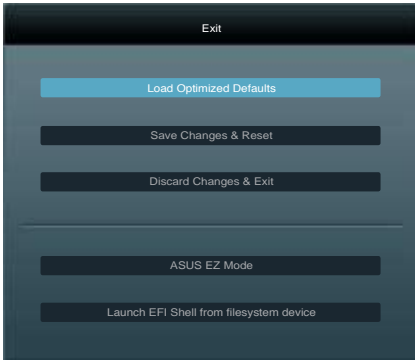 Exit
Load Optimized Defaults
Save Changes & Reset
Discard Changes & Exit
ASUS EZ Mode
Launch EFI Shell from filesystem device